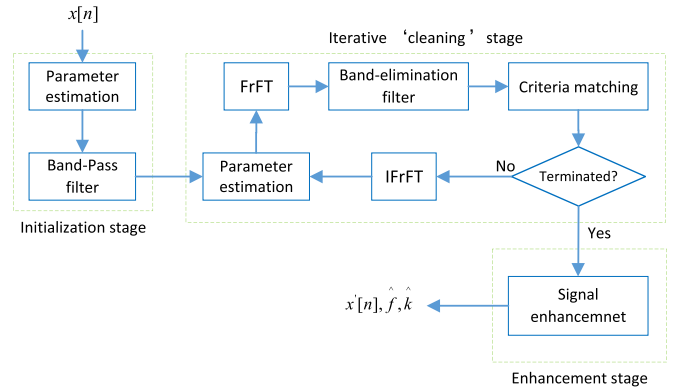 x[n]
Iterative ‘cleaning’ stage
Parameter
estimation
FrFT
Band-elimination
filter
Criteria matching
Band-Pass
filter
Parameter
estimation
IFrFT
No
Terminated?
Initialization stage
Yes
x'[n], f̂, k̂
Signal
enhancemnet
Enhancement stage